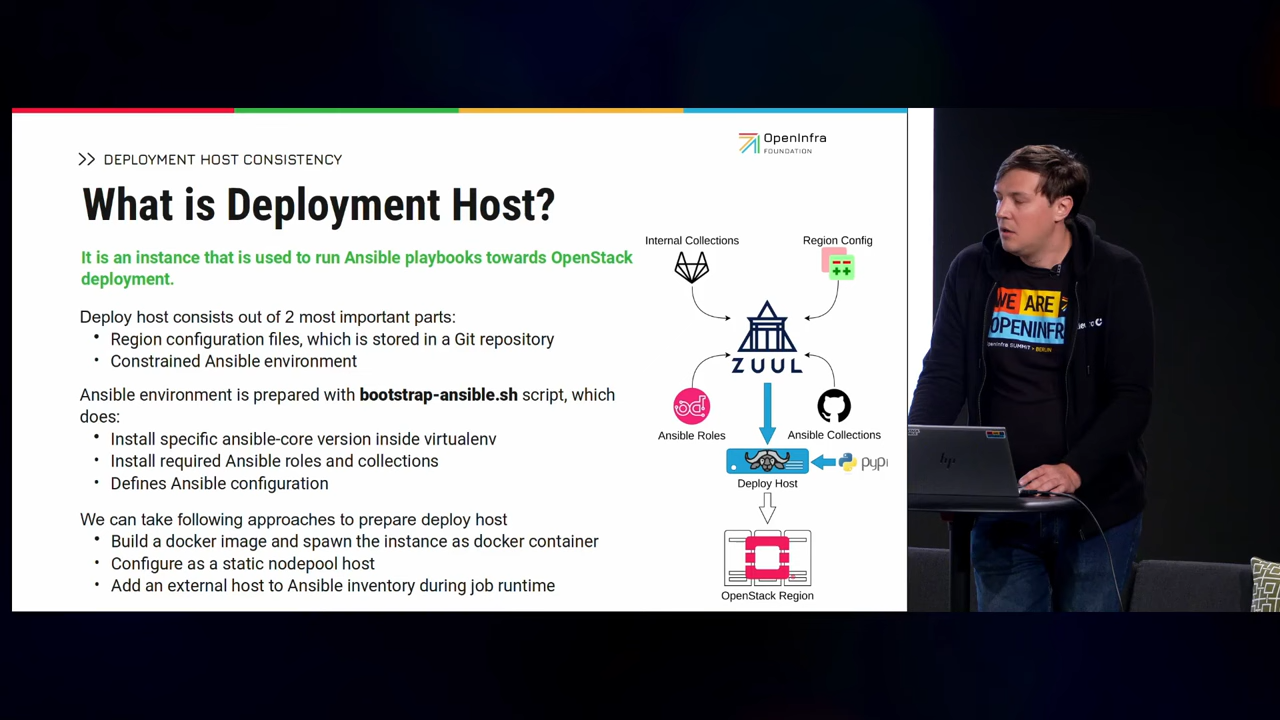 DEPLOYMENT HOST CONSISTENCY
OpenInfra
FOUNDATION
What is Deployment Host?
It is an instance that is used to run Ansible playbooks towards OpenStack
deployment.
Deploy host consists out of 2 most important parts:
• Region configuration files, which is stored in a Git repository
• Constrained Ansible environment
Ansible environment is prepared with bootstrap-ansible.sh script, which
does:
• Install specific ansible-core version inside virtualenv
• Install required Ansible roles and collections
• Defines Ansible configuration
We can take following approaches to prepare deploy host
• Build a docker image and spawn the instance as docker container
• Configure as a static nodepool host
• Add an external host to Ansible inventory during job runtime
Internal Collections
Region Config
ZUUL
Ansible Roles
Ansible Collections
pyp
Deploy Host
OpenStack Region
WE ARE
OPENINFR
OpenInfra SUMMIT > BERLIN
hp